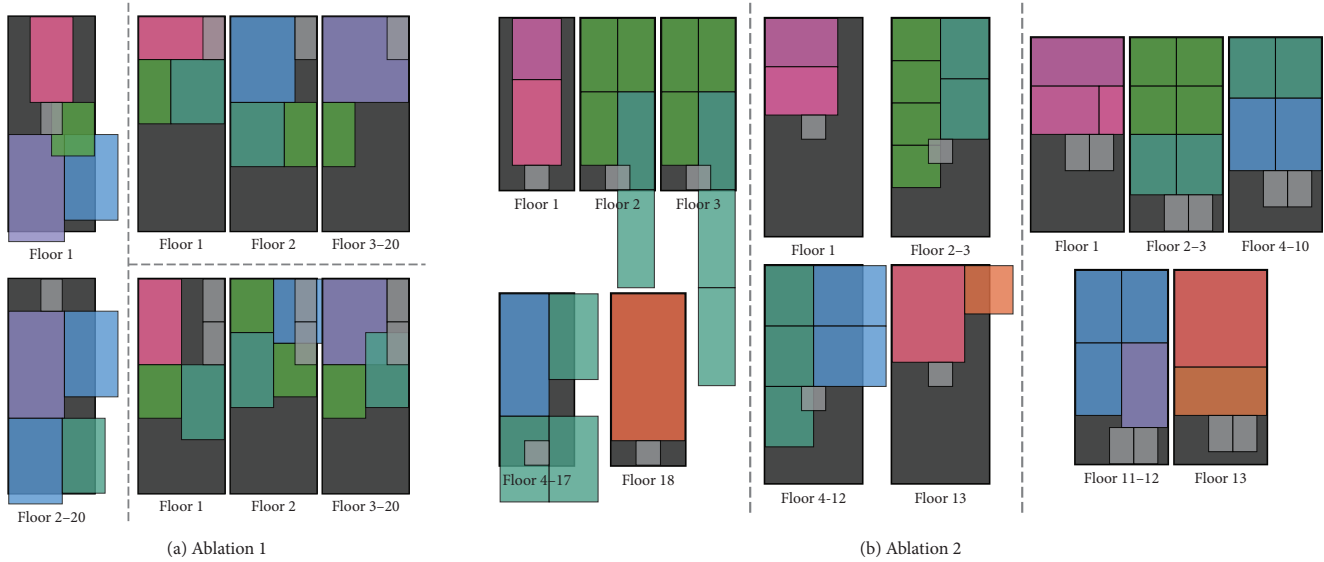 Floor 1
Floor 1
Floor 2
Floor 3–20
Floor 2–20
Floor 1
Floor 2
Floor 3–20
(a) Ablation 1
Floor 1
Floor 2
Floor 3
Floor 4–17
Floor 18
Floor 1
Floor 2–3
Floor 4-12
Floor 13
Floor 1
Floor 2–3
Floor 4–10
Floor 11–12
Floor 13
(b) Ablation 2